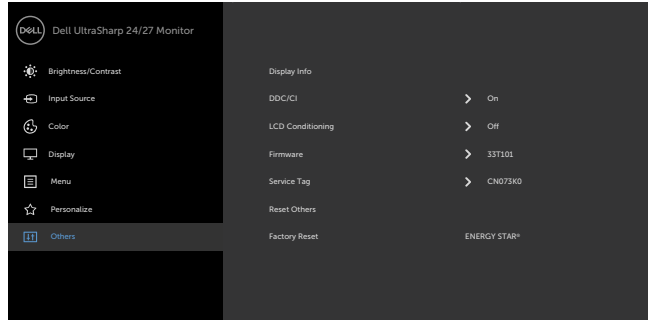 DELL Dell UltraSharp 24/27 Monitor
Brightness/Contrast Display Info
Input Source DDC/CI On
Color LCD Conditioning Off
Display Firmware 33T101
Menu Service Tag CN073K0
Personalize Reset Others
Others Factory Reset ENERGY STAR®